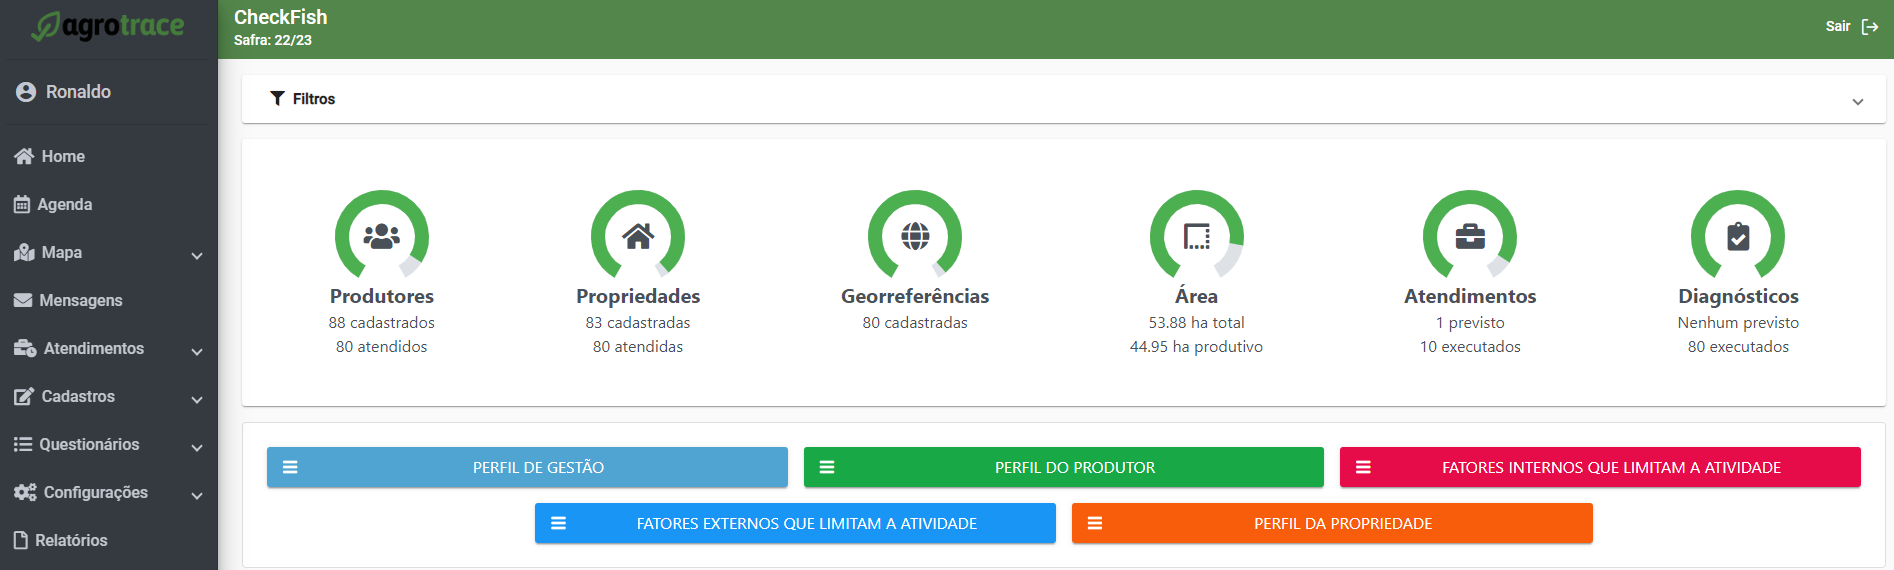 agrotrace
Ronaldo
Home
Agenda
Mapa
Mensagens
Atendimentos
Cadastros
Questionários
Configurações
Relatórios
CheckFish
Safra: 22/23
Sair
Filtros
Produtores
88 cadastrados
80 atendidos
Propriedades
83 cadastradas
80 atendidas
Georreferências
80 cadastradas
Área
53.88 ha total
44.95 ha produtivo
Atendimentos
1 previsto
10 executados
Diagnósticos
Nenhum previsto
80 executados
PERFIL DE GESTÃO
PERFIL DO PRODUTOR
FATORES INTERNOS QUE LIMITAM A ATIVIDADE
FATORES EXTERNOS QUE LIMITAM A ATIVIDADE
PERFIL DA PROPRIEDADE